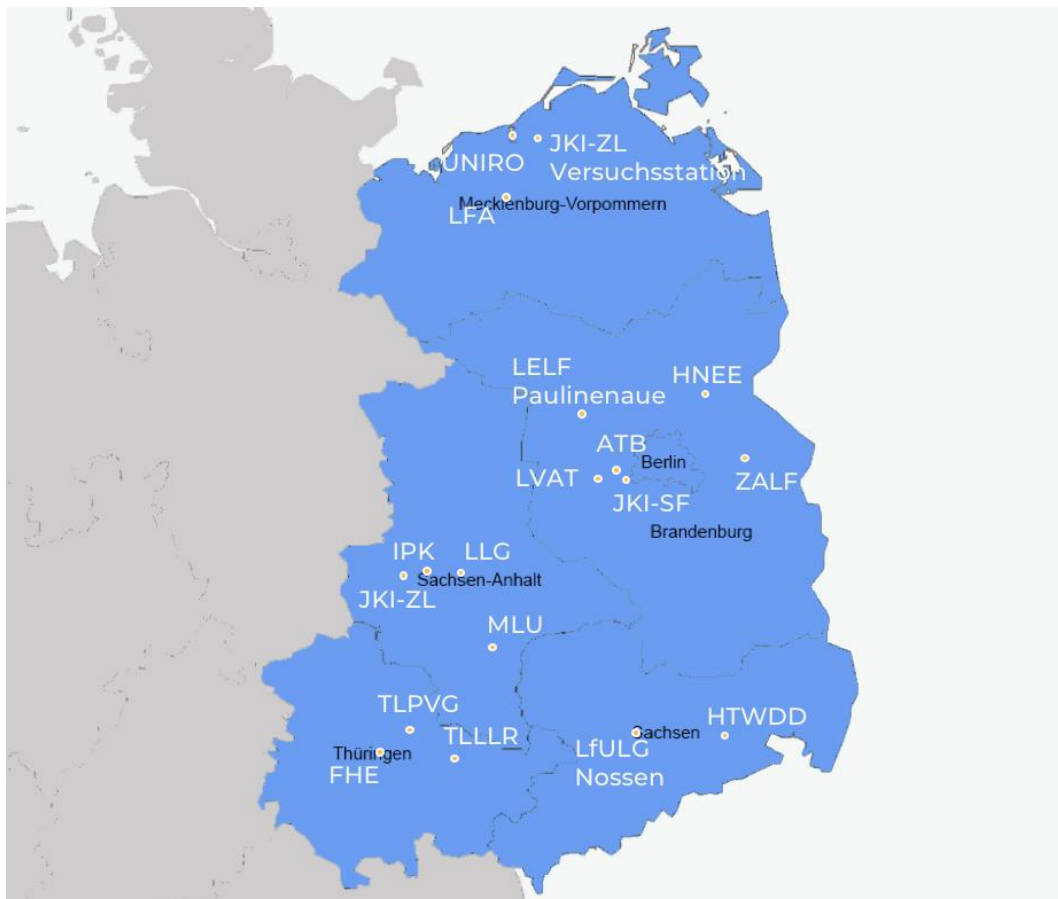 UNIRO
JKI-ZL
Versuchsstation
Mecklenburg-Vorpommern
LFA
LELF
Paulinenaue
HNEE
ATB
Berlin
LVAT
JKI-SF
ZALF
Brandenburg
IPK
LLG
Sachsen-Anhalt
JKI-ZL
MLU
TLPVG
TLLLR
Thüringen
FHE
HTWDD
Sachsen
LfULG
Nossen